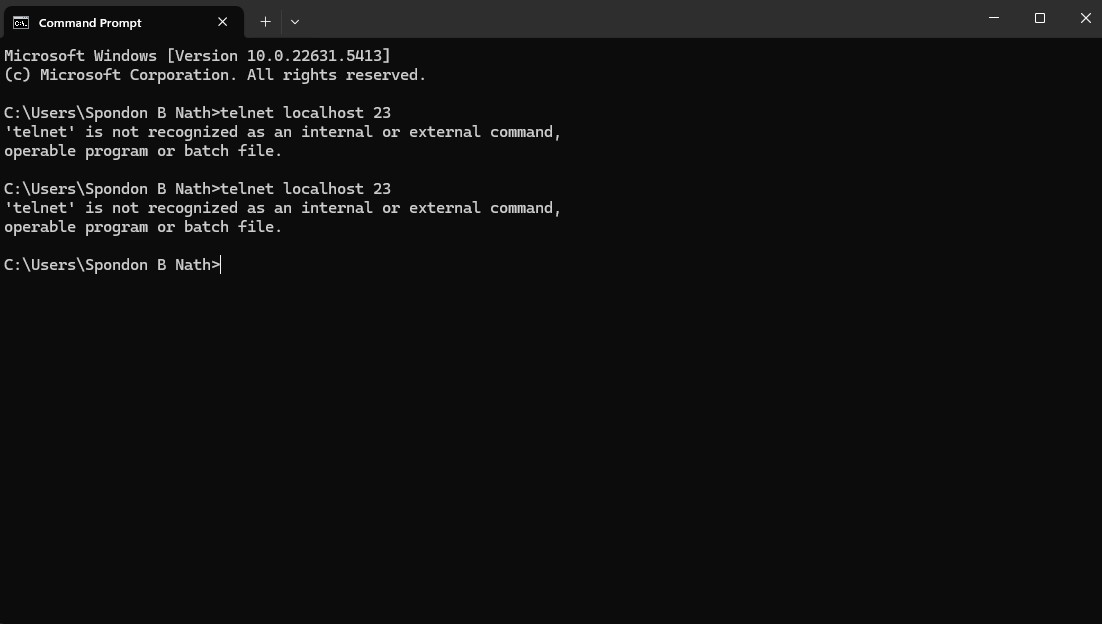 Command Prompt
Microsoft Windows [Version 10.0.22631.5413]
(c) Microsoft Corporation. All rights reserved.
C:\Users\Spondon B Nath>telnet localhost 23
'telnet' is not recognized as an internal or external command,
operable program or batch file.
C:\Users\Spondon B Nath>telnet localhost 23
'telnet' is not recognized as an internal or external command,
operable program or batch file.
C:\Users\Spondon B Nath>